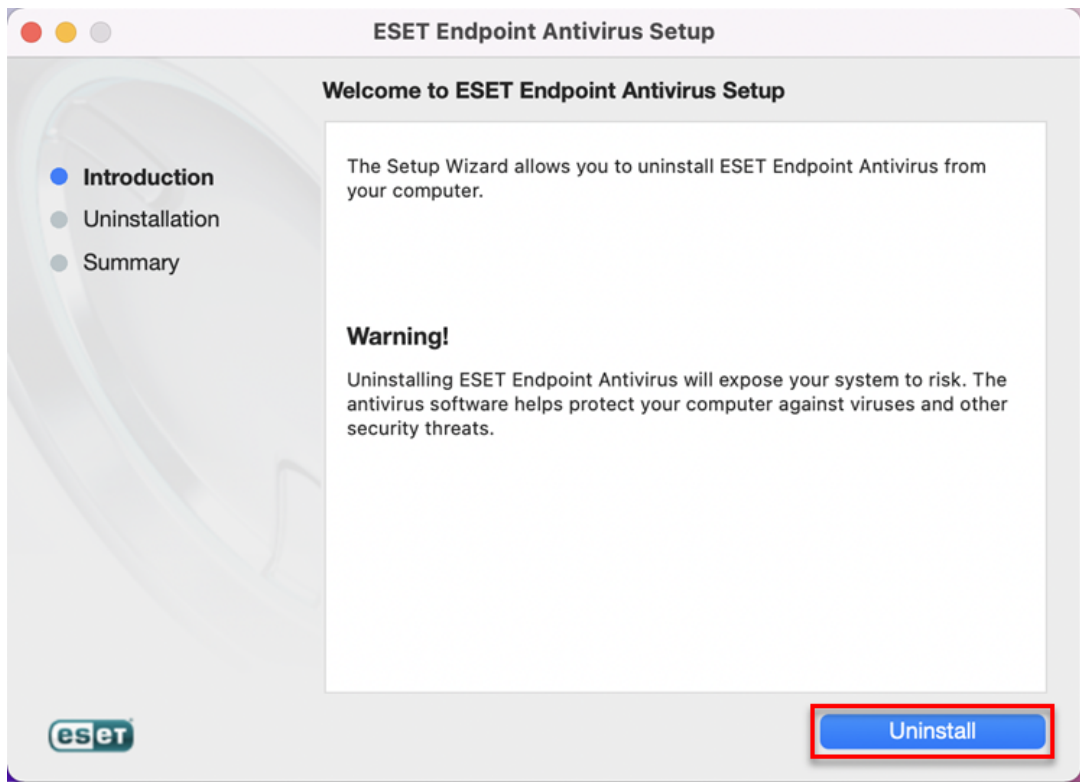 ESET Endpoint Antivirus Setup
Welcome to ESET Endpoint Antivirus Setup
Introduction
Uninstallation
Summary
The Setup Wizard allows you to uninstall ESET Endpoint Antivirus from
your computer.
Warning!
Uninstalling ESET Endpoint Antivirus will expose your system to risk. The
antivirus software helps protect your computer against viruses and other
security threats.
eset
Uninstall